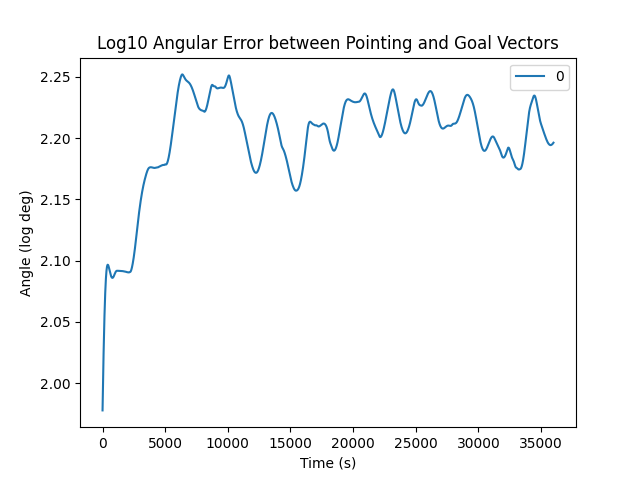 Log10 Angular Error between Pointing and Goal Vectors
0
2.25
2.20
2.15
2.10
2.05
2.00
Angle (log deg)
0 5000 10000 15000 20000 25000 30000 35000
Time (s)